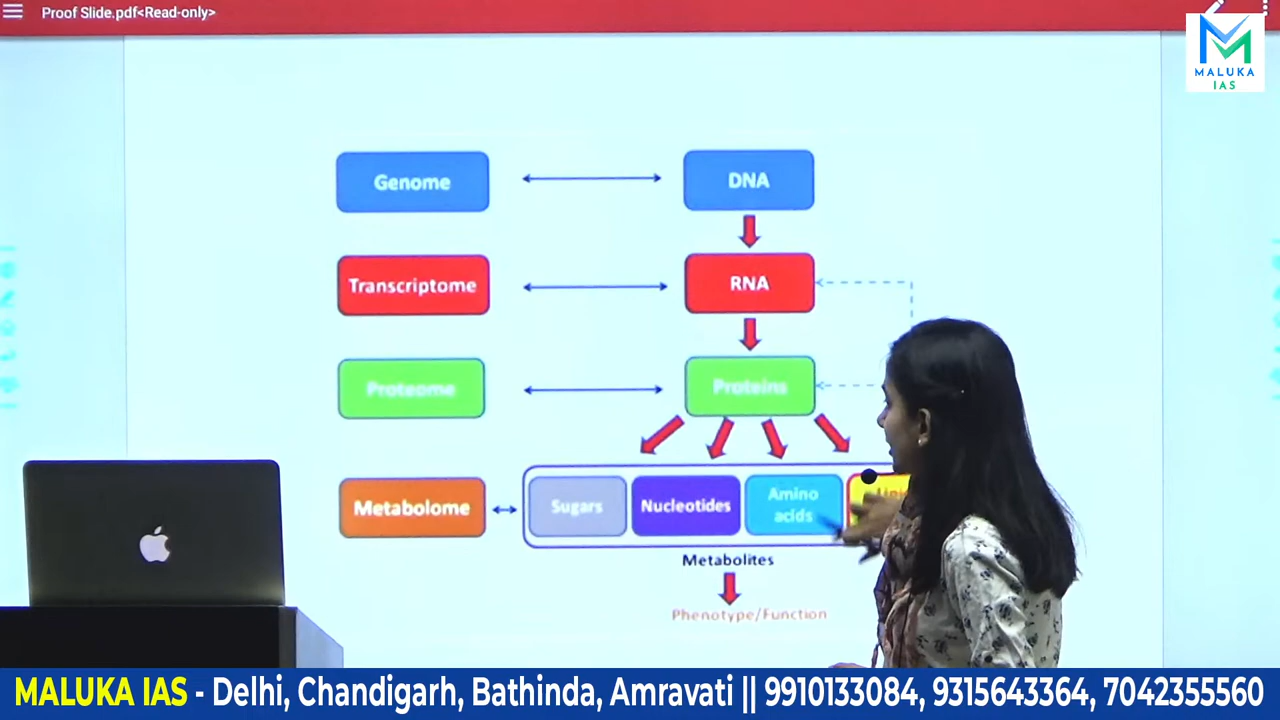 Proof Slide.pdf<Read-only>
MALUKA
IAS
Genome
DNA
Transcriptome
RNA
Proteome
Proteins
Metabolome
Sugars
Nucleotides
Amino
acids
Metabolites
Phenotype/Function
MALUKA IAS - Delhi, Chandigarh, Bathinda, Amravati || 9910133084, 9315643364, 7042355560